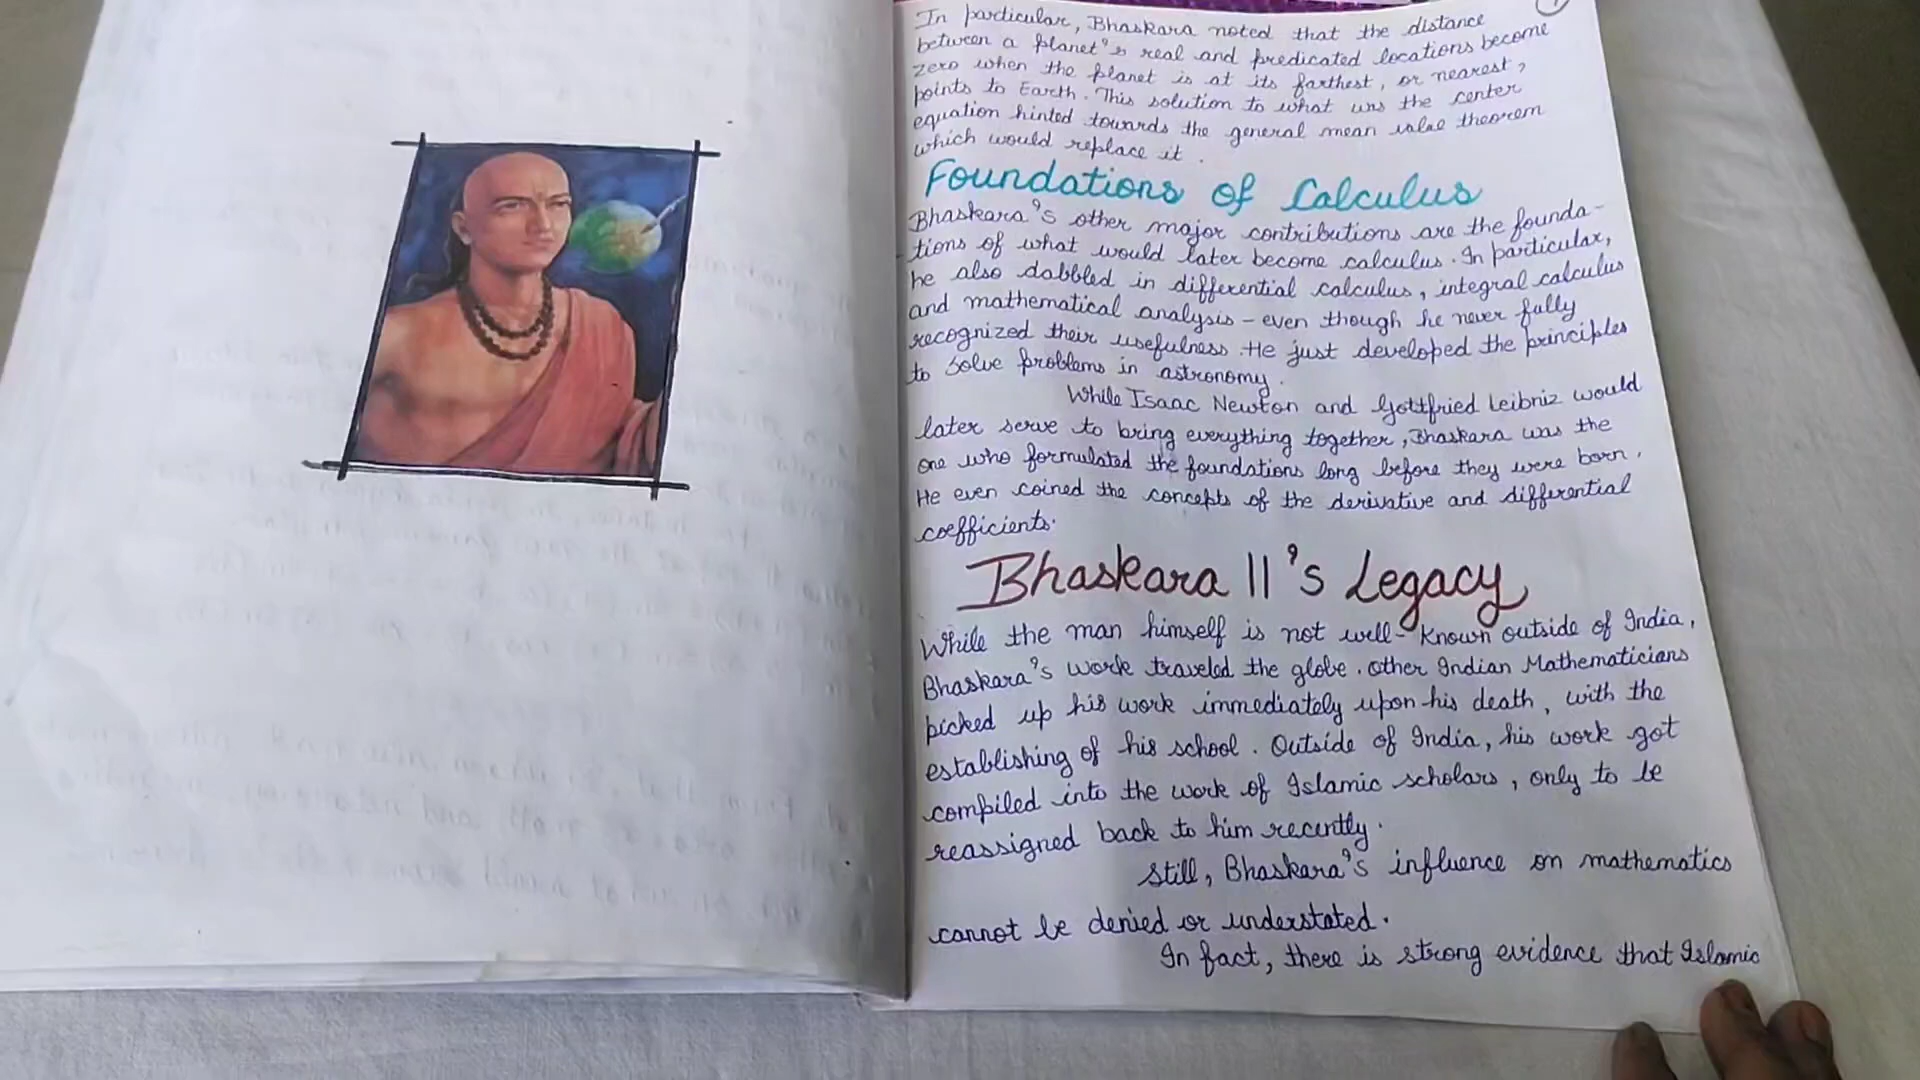 In particular, Bhaskara noted that the distance
between a planet's real and predicated locations become
zero when the planet is at its farthest, or nearest,
points to Earth. This solution to what was the center
equation hinted towards the general mean value theorem
which would replace it.
Foundations of Calculus
Bhaskara's other major contributions are the founda-
-tions of what would later become calculus. In particular,
he also dabbled in differential calculus, integral calculus
and mathematical analysis - even though he never fully
recognized their usefulness. He just developed the principles
to solve problems in astronomy.
While Isaac Newton and Gottfried Leibniz would
later serve to bring everything together, Bhaskara was the
one who formulated the foundations long before they were born.
He even coined the concepts of the derivative and differential
coefficients.
Bhaskara II's Legacy
While the man himself is not well-known outside of India,
Bhaskara's work traveled the globe. Other Indian Mathematicians
picked up his work immediately upon his death, with the
establishing of his school. Outside of India, his work got
compiled into the work of Islamic scholars, only to be
reassigned back to him recently.
Still, Bhaskara's influence on mathematics
cannot be denied or understated.
In fact, there is strong evidence that Islamic